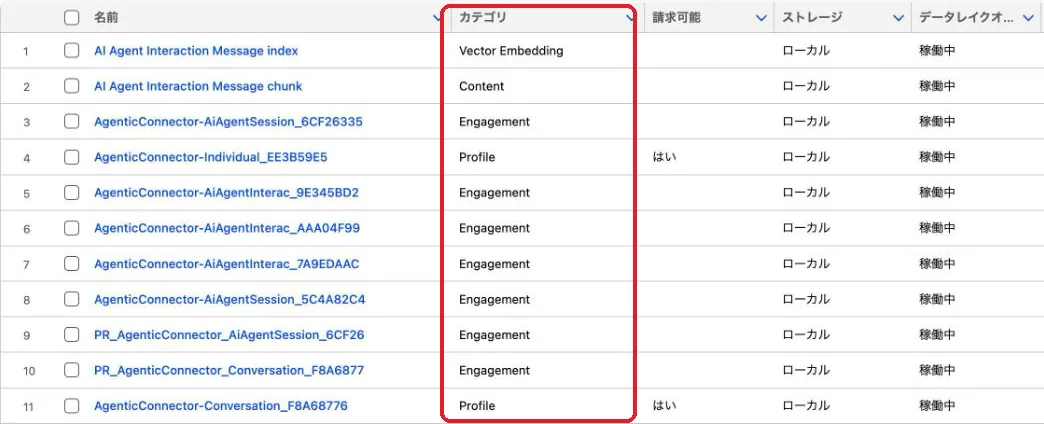 名前 カテゴリ 請求可能 ストレージ データレイクオ...
1 AI Agent Interaction Message index Vector Embedding ローカル 稼働中
2 AI Agent Interaction Message chunk Content ローカル 稼働中
3 AgenticConnector-AiAgentSession_6CF26335 Engagement ローカル 稼働中
4 AgenticConnector-Individual_EE3B59E5 Profile はい ローカル 稼働中
5 AgenticConnector-AiAgentInterac_9E345BD2 Engagement ローカル 稼働中
6 AgenticConnector-AiAgentInterac_AAA04F99 Engagement ローカル 稼働中
7 AgenticConnector-AiAgentInterac_7A9EDAAC Engagement ローカル 稼働中
8 AgenticConnector-AiAgentSession_5C4A82C4 Engagement ローカル 稼働中
9 PR_AgenticConnector_AiAgentSession_6CF26 Engagement ローカル 稼働中
10 PR_AgenticConnector_Conversation_F8A6877 Engagement ローカル 稼働中
11 AgenticConnector-Conversation_F8A68776 Profile はい ローカル 稼働中